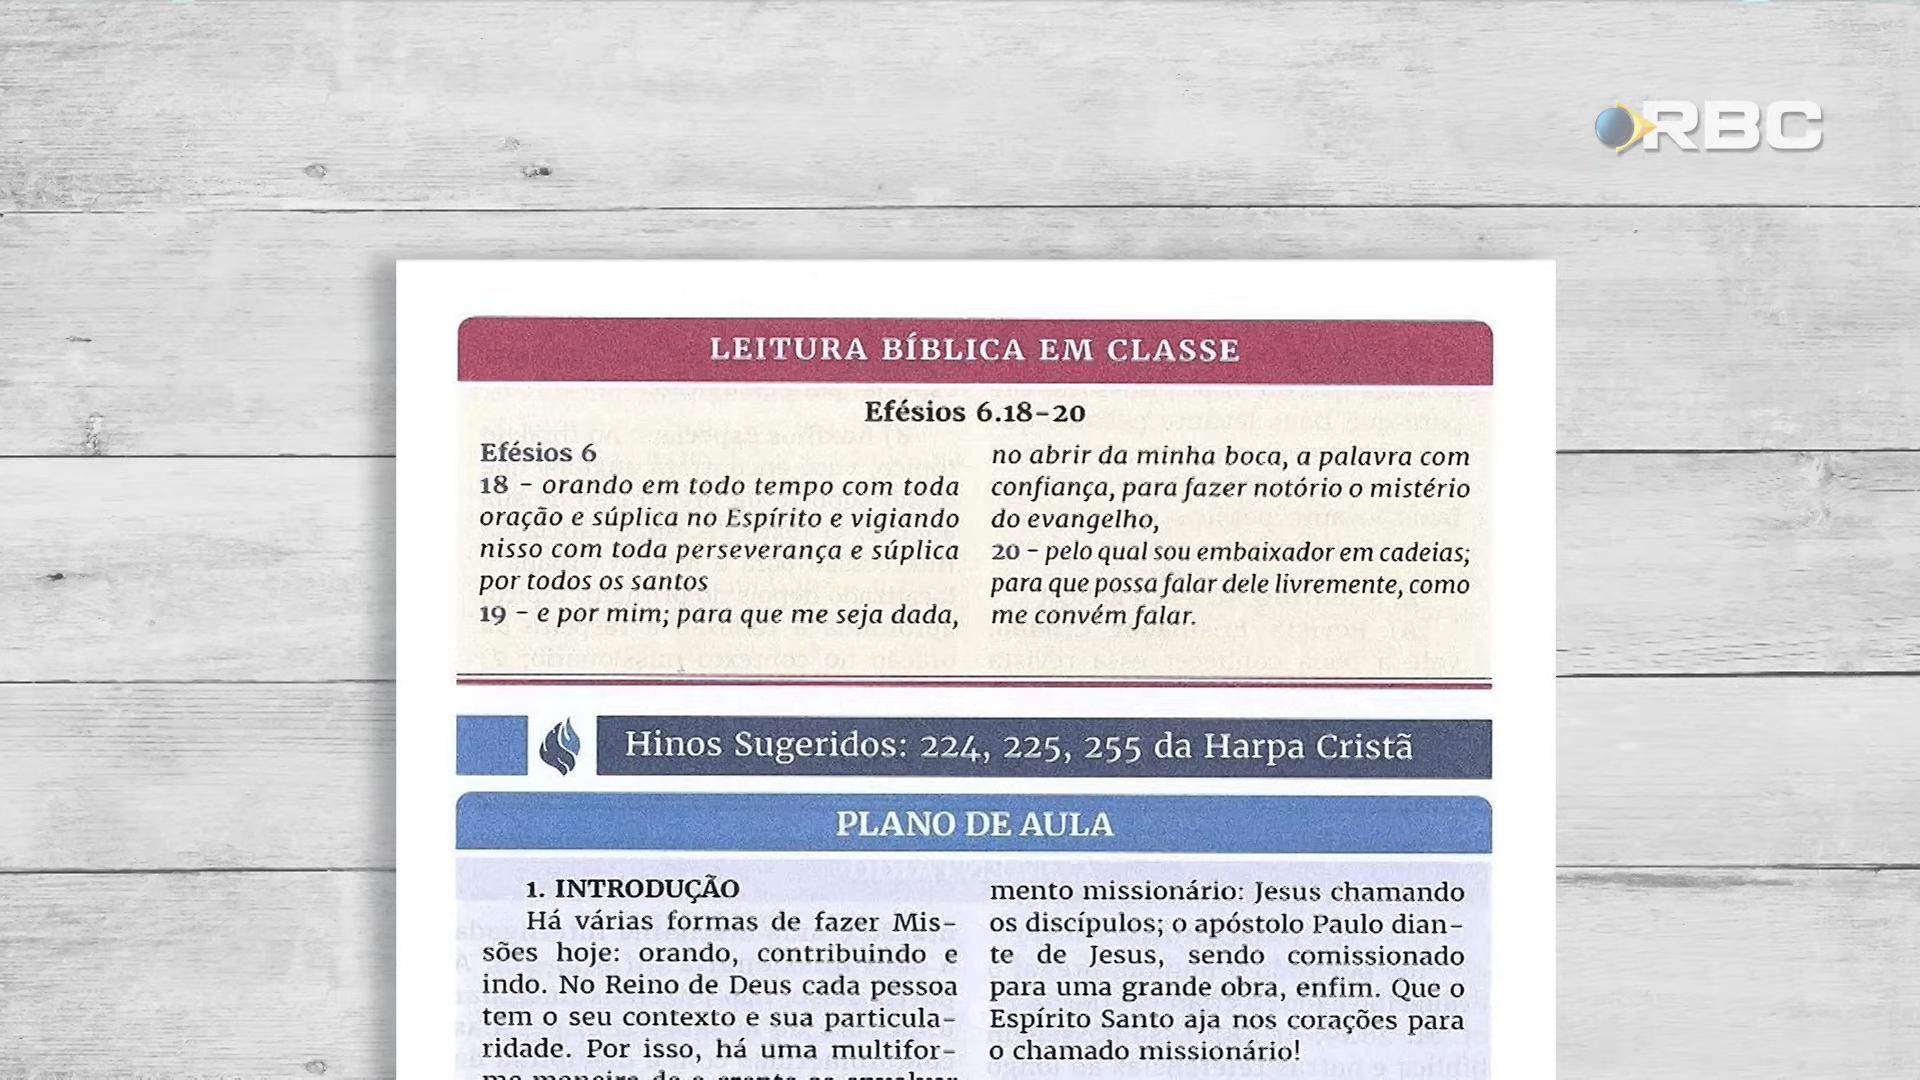 RBC
LEITURA BÍBLICA EM CLASSE
Efésios 6.18-20
Efésios 6
18 - orando em todo tempo com toda
oração e súplica no Espírito e vigiando
nisso com toda perseverança e súplica
por todos os santos
19 - e por mim; para que me seja dada,
no abrir da minha boca, a palavra com
confiança, para fazer notório o mistério
do evangelho,
20 - pelo qual sou embaixador em cadeias;
para que possa falar dele livremente, como
me convém falar.
Hinos Sugeridos: 224, 225, 255 da Harpa Cristã
PLANO DE AULA
1. INTRODUÇÃO
Há várias formas de fazer Mis-
sões hoje: orando, contribuindo e
indo. No Reino de Deus cada pessoa
tem o seu contexto e sua particula-
ridade. Por isso, há uma multifor-
mento missionário: Jesus chamando
os discípulos; o apóstolo Paulo dian-
te de Jesus, sendo comissionado
para uma grande obra, enfim. Que o
Espírito Santo aja nos corações para
o chamado missionário!